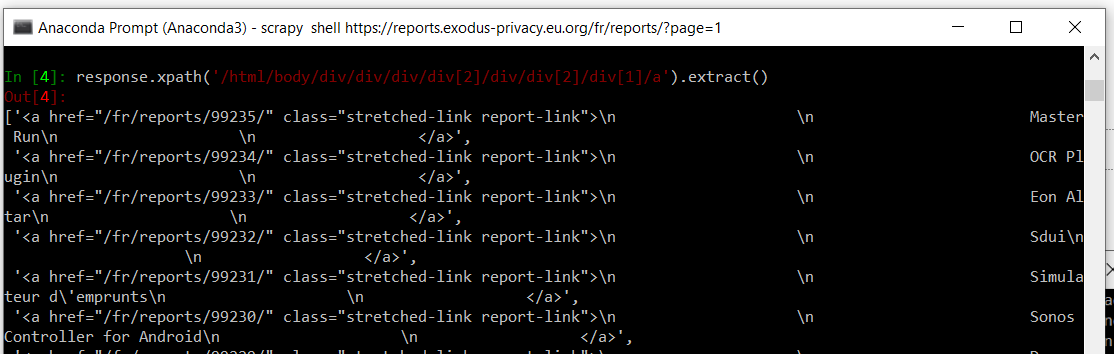 Anaconda Prompt (Anaconda3) - scrapy  shell https://reports.exodus-privacy.eu.org/fr/reports/?page=1
In [4]: response.xpath('/html/body/div/div/div/div[2]/div/div[2]/div[1]/a').extract()
Out[4]:
['<a href="/fr/reports/99235/" class="stretched-link report-link">\n                    \n                        Master
 Run\n                    \n                  </a>',
 '<a href="/fr/reports/99234/" class="stretched-link report-link">\n                    \n                        OCR Pl
ugin\n                    \n                  </a>',
 '<a href="/fr/reports/99233/" class="stretched-link report-link">\n                    \n                        Eon Al
tar\n                    \n                  </a>',
 '<a href="/fr/reports/99232/" class="stretched-link report-link">\n                    \n                        Sdui\n
                    \n                  </a>',
 '<a href="/fr/reports/99231/" class="stretched-link report-link">\n                    \n                        Simula
teur d\'emprunts\n                    \n                  </a>',
 '<a href="/fr/reports/99230/" class="stretched-link report-link">\n                    \n                        Sonos
Controller for Android\n                    \n                  </a>',